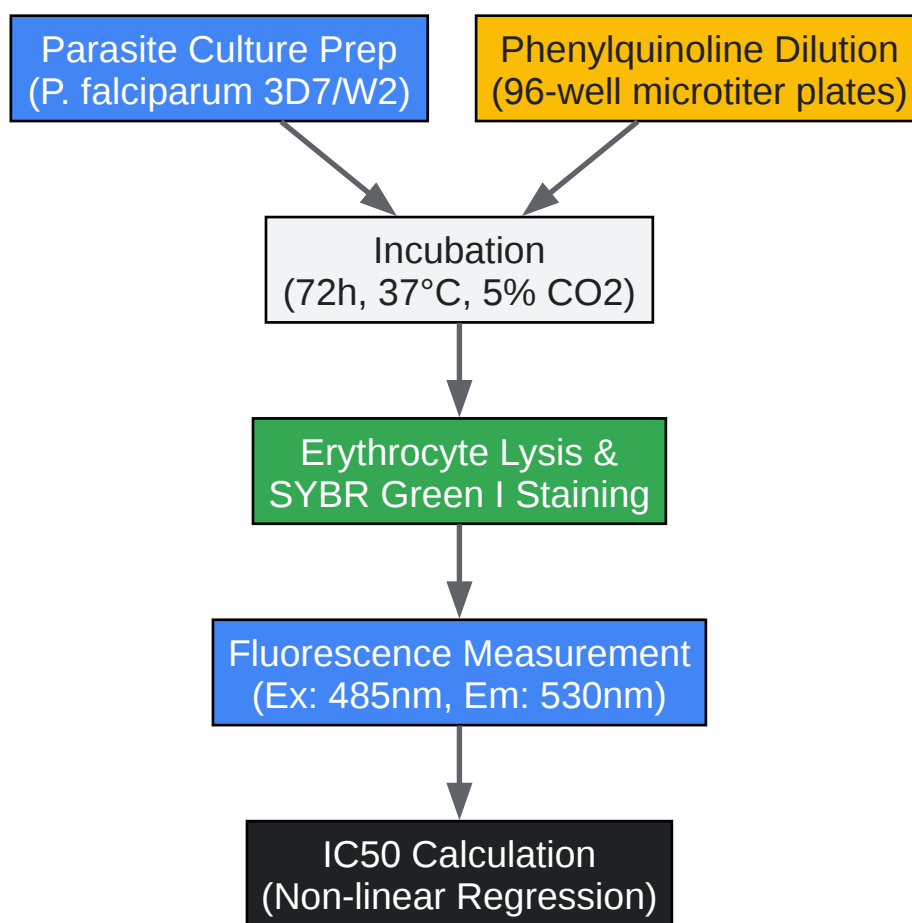 Parasite Culture Prep
(P. falciparum 3D7/W2)
Phenylquinoline Dilution
(96-well microtiter plates)
Incubation
(72h, 37°C, 5% CO2)
Erythrocyte Lysis &
SYBR Green I Staining
Fluorescence Measurement
(Ex: 485nm, Em: 530nm)
IC50 Calculation
(Non-linear Regression)